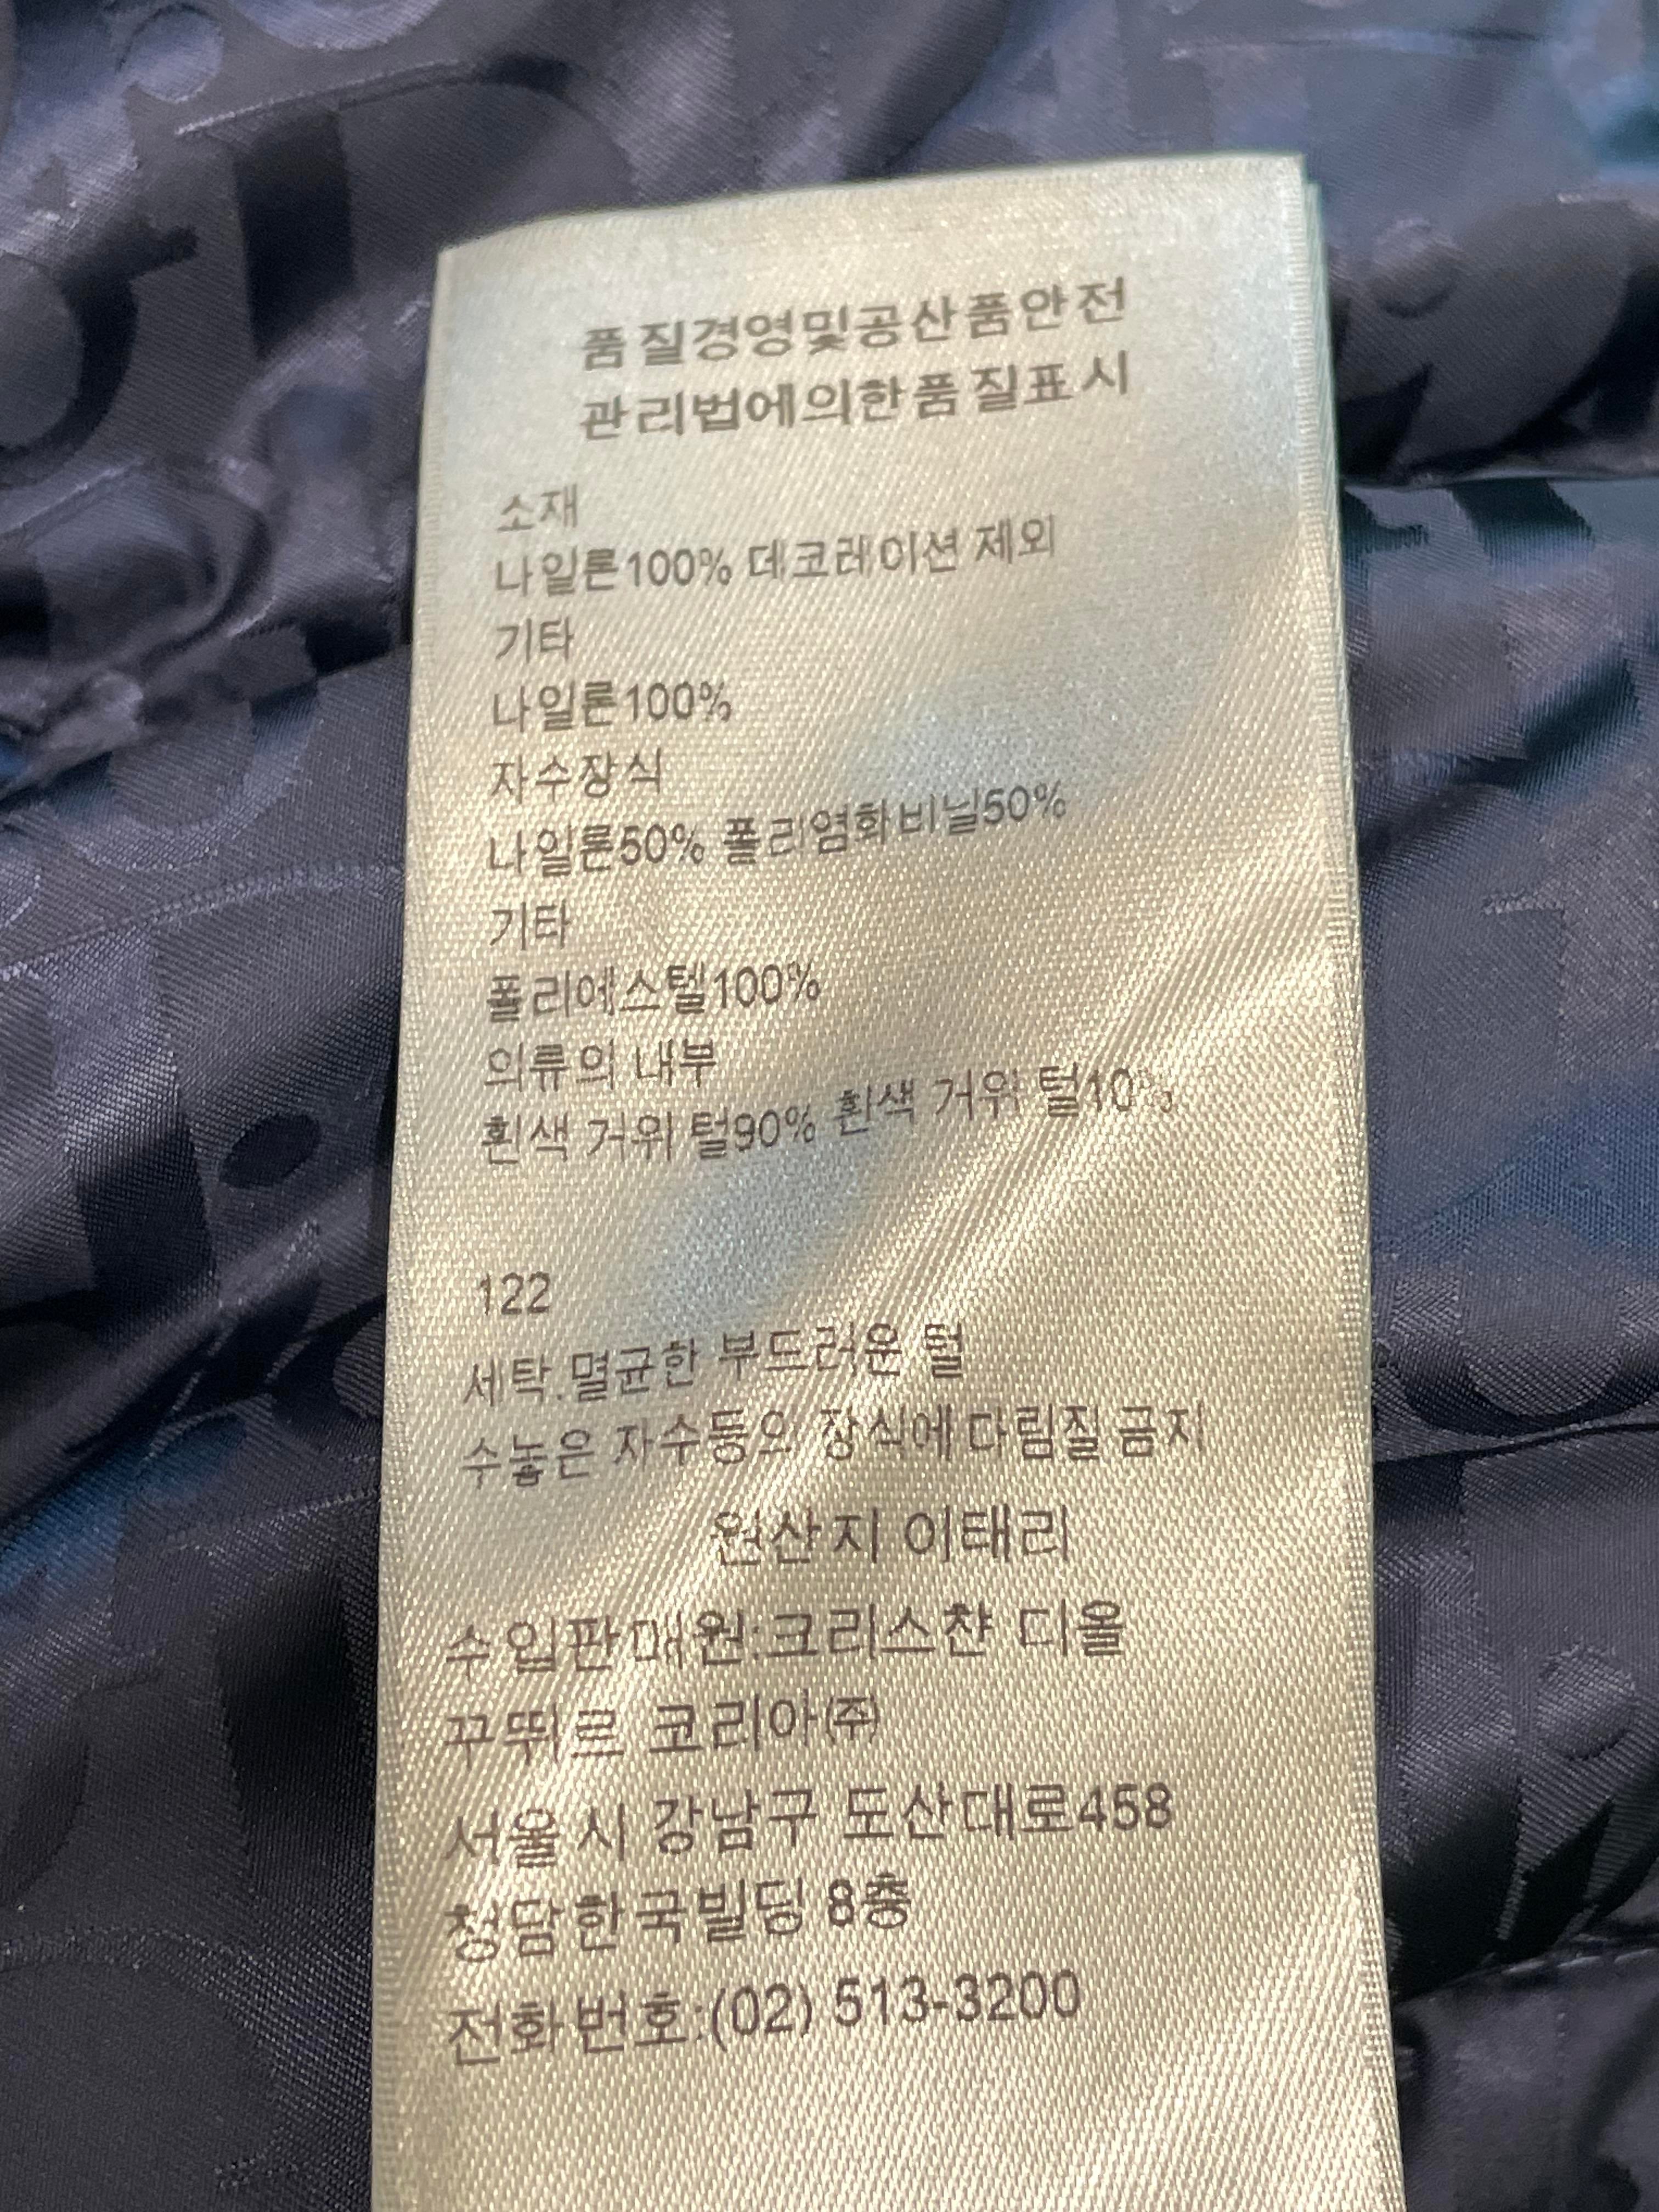 품질경영및공산품안전
관리법에의한품질표시
소재
나일론100% 데코레이션 제외
기타
나일론100%
자수장식
나일론50% 폴리염화비닐50%
기타
폴리에스텔100%
의류의 내부
흰색 거위 털90% 흰색 거위 털10%
122
세탁.멸균한 부드러운 털
수놓은 자수등의 장식에다림질금지
원산지 이태리
수입판매원:크리스챤 디올
꾸뛰르 코리아㈜
서울시 강남구 도산대로458
청담한국빌딩 8층
전화번호:(02) 513-3200